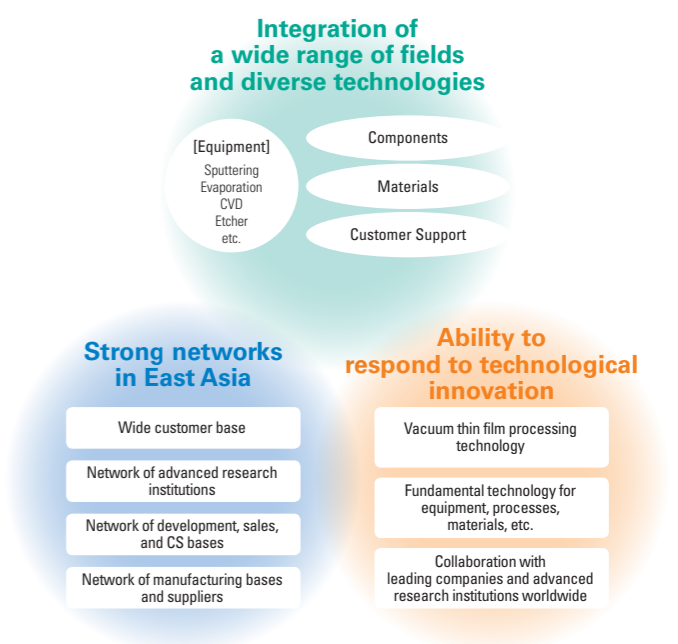 Integration of
a wide range of fields
and diverse technologies
[Equipment]
Sputtering
Evaporation
CVD
Etcher
etc.
Components
Materials
Customer Support
Strong networks
in East Asia
Wide customer base
Network of advanced research
institutions
Network of development, sales,
and CS bases
Network of manufacturing bases
and suppliers
Ability to
respond to technological
innovation
Vacuum thin film processing
technology
Fundamental technology for
equipment, processes,
materials, etc.
Collaboration with
leading companies and advanced
research institutions worldwide